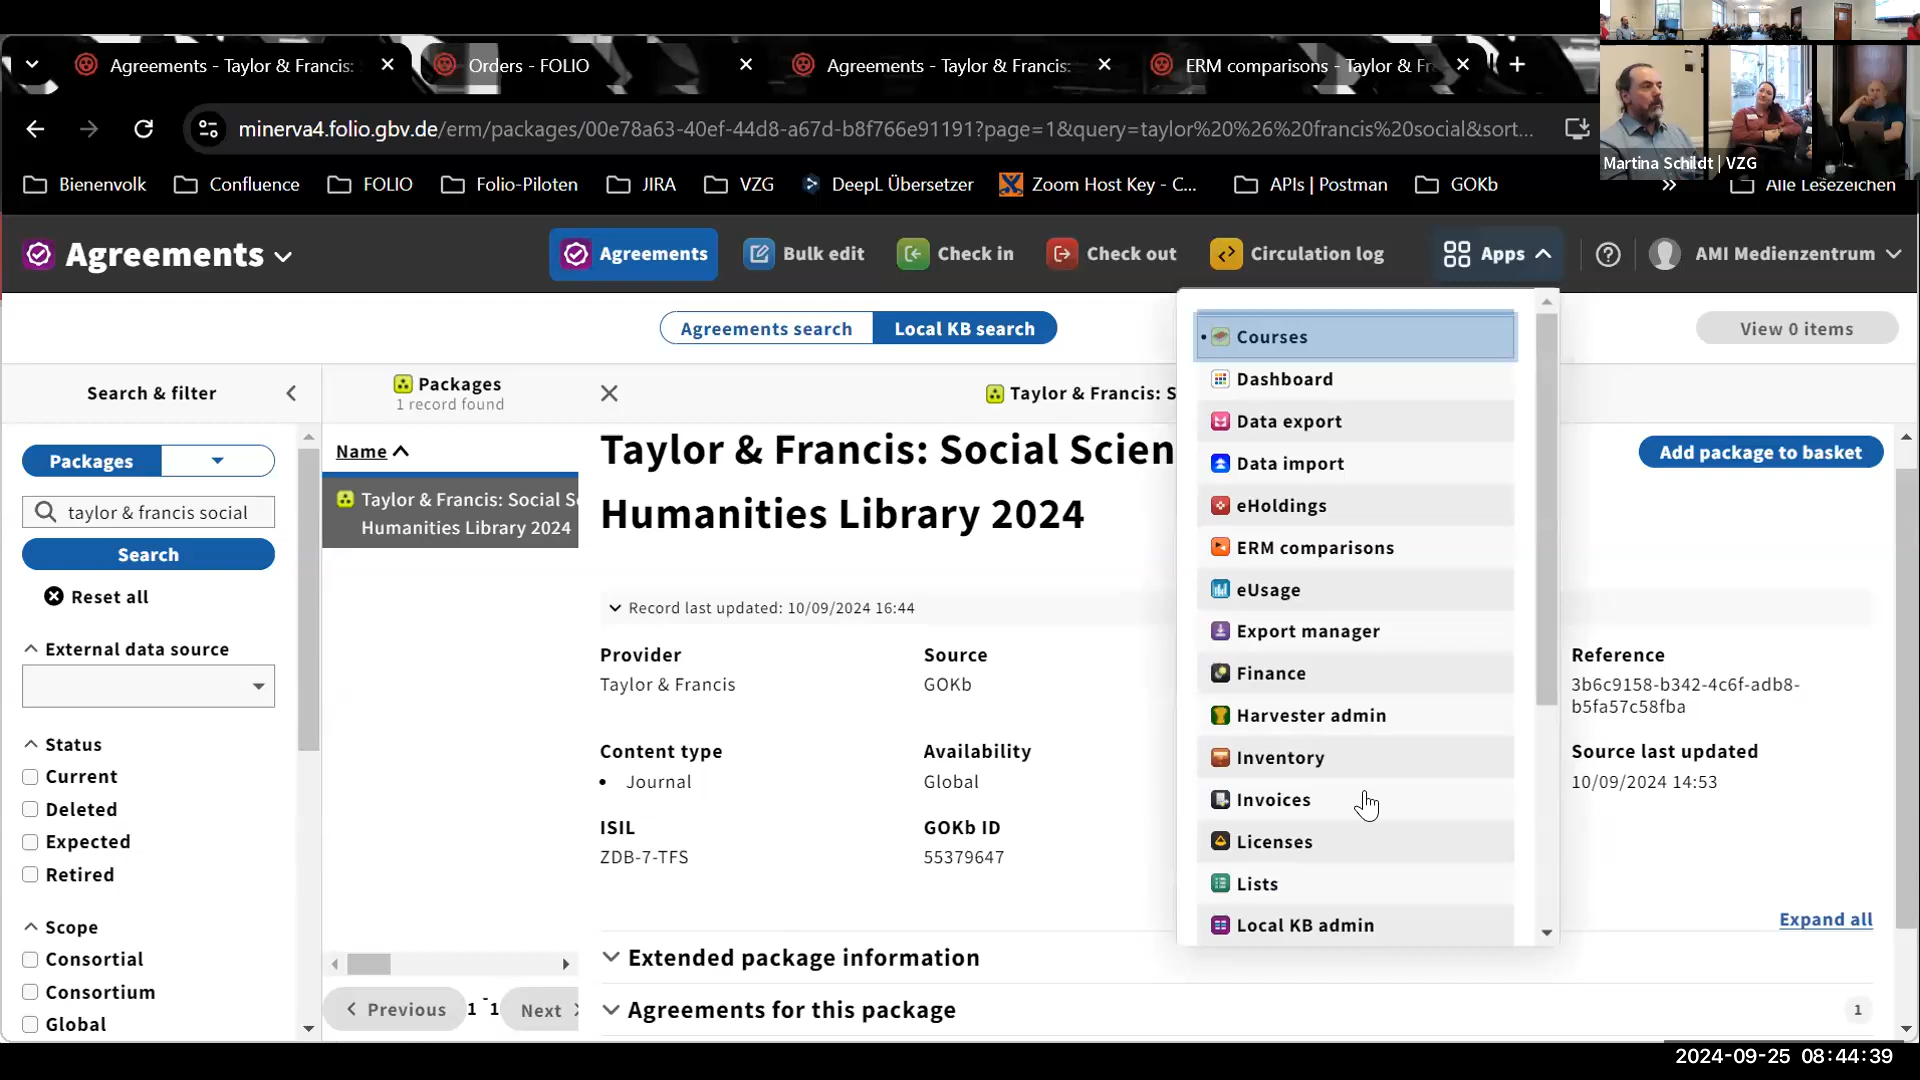 Agreements - Taylor & Francis:
Orders - FOLIO
Agreements - Taylor & Francis:
ERM comparisons - Taylor & Fr
minerva4.folio.gbv.de/erm/packages/00e78a63-40ef-44d8-a67d-b8f766e91191?page=1&query=taylor%20%26%20francis%20social&sort...
Martina Schildt | VZG
Bienenvolk
Confluence
FOLIO
Folio-Piloten
JIRA
VZG
DeepL Übersetzer
Zoom Host Key - C...
APIs | Postman
GOKb
»
Alle Lesezeichen
Agreements
Agreements
Bulk edit
Check in
Check out
Circulation log
Apps
AMI Medienzentrum
Agreements search
Local KB search
View 0 items
Search & filter
Packages
1 record found
Taylor & Francis: S
Packages
taylor & francis social
Search
Reset all
External data source
Status
Current
Deleted
Expected
Retired
Scope
Consortial
Consortium
Global
Name
Taylor & Francis: Social S
Humanities Library 2024
Previous
1 - 1
Next
Taylor & Francis: Social Scien
Humanities Library 2024
Add package to basket
Record last updated: 10/09/2024 16:44
Provider
Taylor & Francis
Source
GOKb
Reference
3b6c9158-b342-4c6f-adb8-
b5fa57c58fba
Content type
• Journal
Availability
Global
Source last updated
10/09/2024 14:53
ISIL
ZDB-7-TFS
GOKb ID
55379647
Expand all
Extended package information
Agreements for this package
1
• Courses
Dashboard
Data export
Data import
eHoldings
ERM comparisons
eUsage
Export manager
Finance
Harvester admin
Inventory
Invoices
Licenses
Lists
Local KB admin
2024-09-25 08:44:39